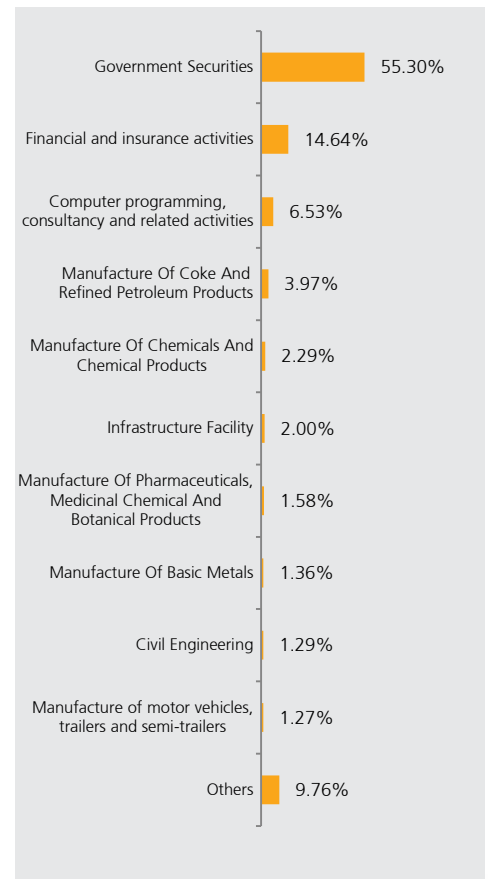 Government Securities 55.30%
Financial and insurance activities 14.64%
Computer programming,
consultancy and related activities 6.53%
Manufacture Of Coke And
Refined Petroleum Products 3.97%
Manufacture Of Chemicals And
Chemical Products 2.29%
Infrastructure Facility 2.00%
Manufacture Of Pharmaceuticals,
Medicinal Chemical And
Botanical Products 1.58%
Manufacture Of Basic Metals 1.36%
Civil Engineering 1.29%
Manufacture of motor vehicles,
trailers and semi-trailers 1.27%
Others 9.76%